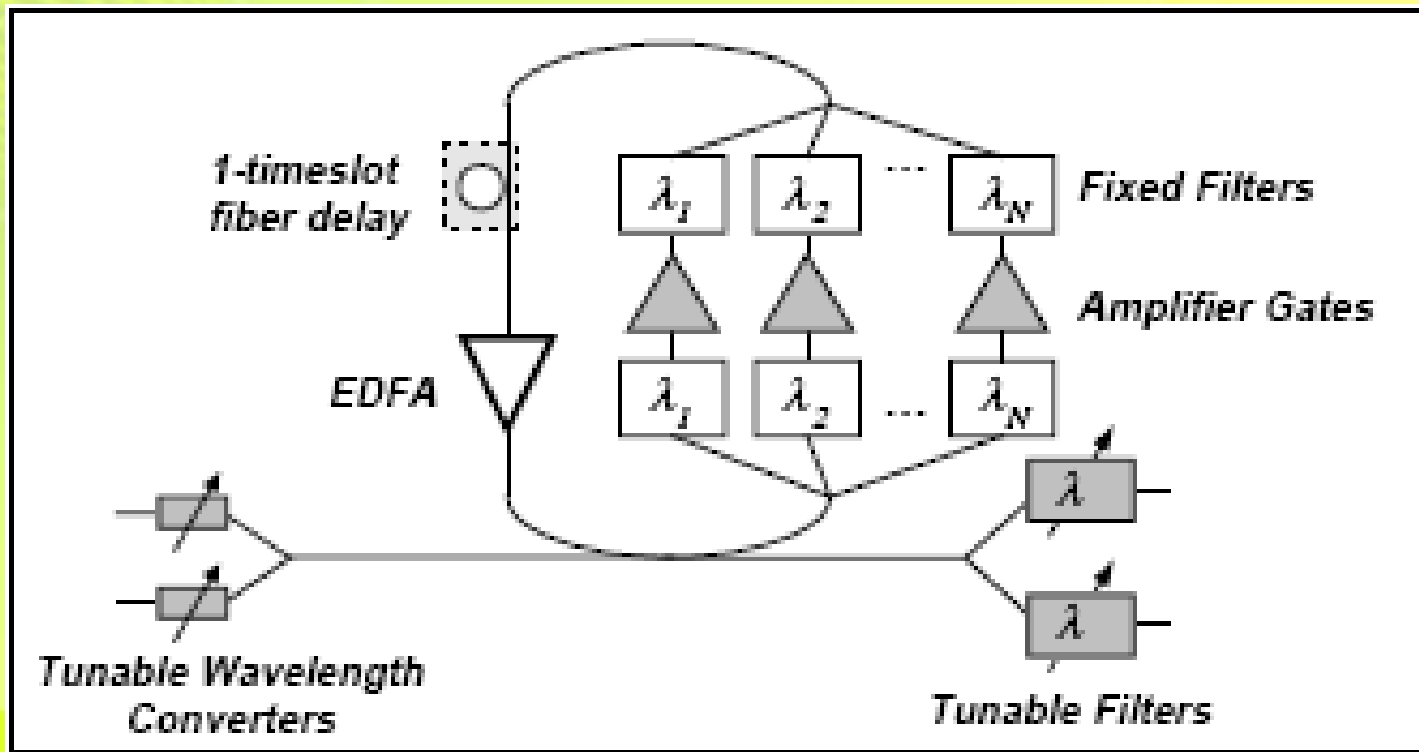 1-timeslot
fiber delay
λ1 λ2 ... λN
Fixed Filters
Amplifier Gates
EDFA
λ1 λ2 ... λN
λ
λ
Tunable Wavelength
Converters
Tunable Filters